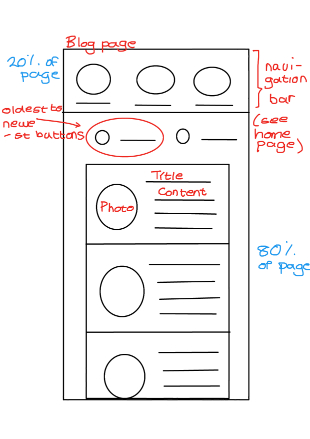 Blog page
20% of
page
navi-
gation
bar
(see
home
page)
oldest to
newe
-st buttons
Title
Content
Photo
80%
of page